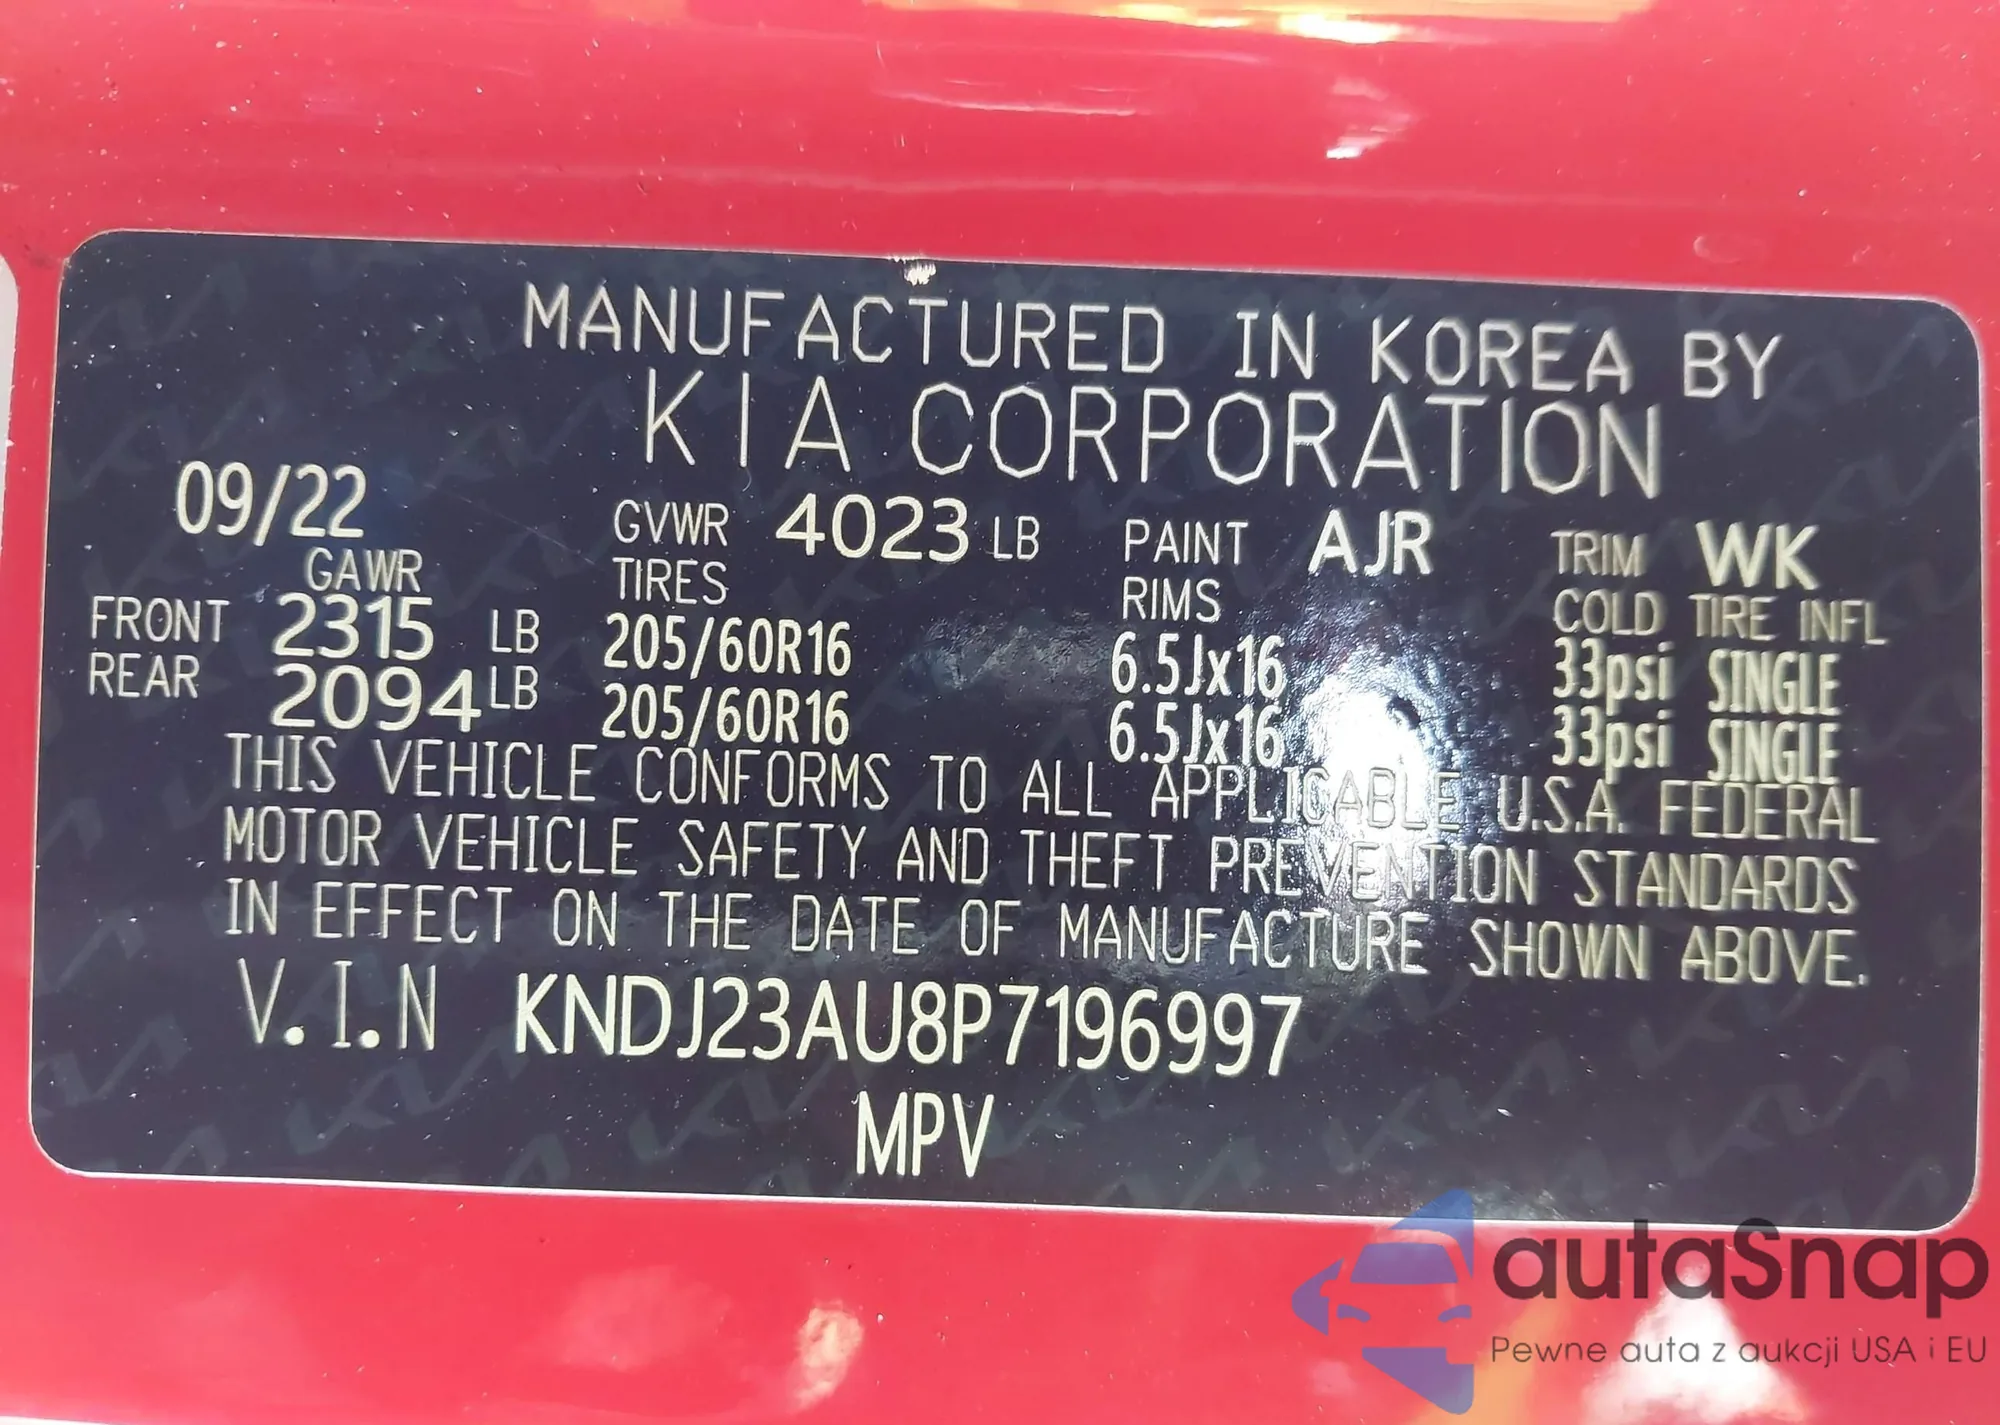 MANUFACTURED IN KOREA BY
KIA CORPORATION
09/22 GVWR 4023 LB PAINT AJR TRIM WK
GAWR TIRES RIMS COLD TIRE INFL
FRONT 2315 LB 205/60R16 6.5Jx16 33psi SINGLE
REAR 2094 LB 205/60R16 6.5Jx16 33psi SINGLE
THIS VEHICLE CONFORMS TO ALL APPLICABLE U.S.A. FEDERAL
MOTOR VEHICLE SAFETY AND THEFT PREVENTION STANDARDS
IN EFFECT ON THE DATE OF MANUFACTURE SHOWN ABOVE.
V.I.N KNDJ23AU8P7196997
MPV
autaSnap
Pewne auta z aukcji USA i EU